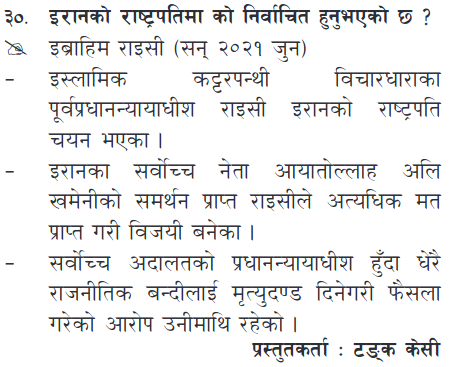 ३०. इरानको राष्ट्रपतिमा को निर्वाचित हुनुभएको छ ?
इब्राहिम राइसी (सन् २०२१ जुन)
- इस्लामिक कट्टरपन्थी विचारधाराका
पूर्वप्रधानन्यायाधीश राइसी इरानको राष्ट्रपति
चयन भएका ।
- इरानका सर्वोच्च नेता आयातोल्लाह अलि
खमेनीको समर्थन प्राप्त राइसीले अत्यधिक मत
प्राप्त गरी विजयी बनेका ।
- सर्वोच्च अदालतको प्रधानन्यायाधीश हुँदा धेरै
राजनीतिक बन्दीलाई मृत्युदण्ड दिनेगरी फैसला
गरेको आरोप उनीमाथि रहेको ।
प्रस्तुतकर्ता : टङ्क केसी